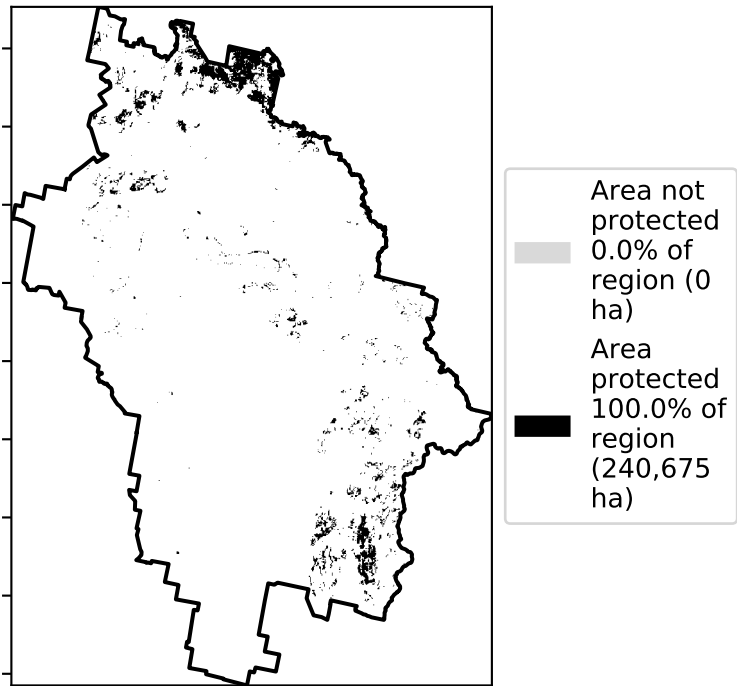 Area not
protected
0.0% of
region (0
ha)
Area
protected
100.0% of
region
(240,675
ha)